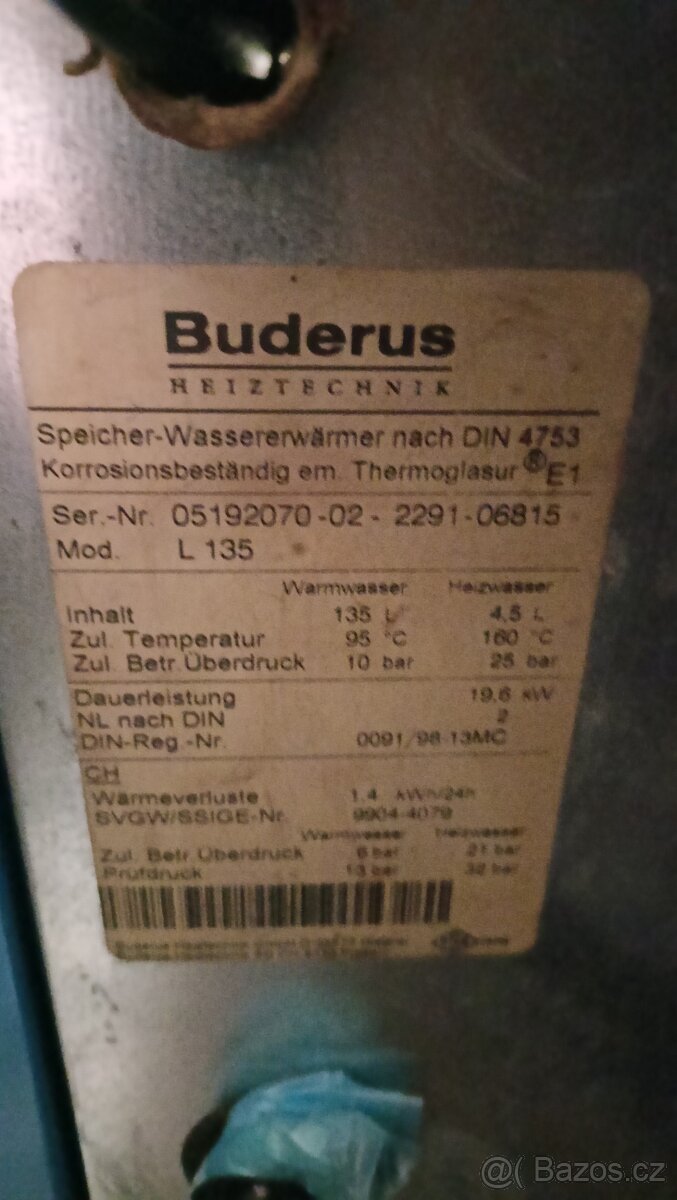 Buderus
HEIZTECHNIK
Speicher-Wassererwärmer nach DIN 4753
Korrosionsbeständig em. Thermoglasur ® E1
Ser.-Nr. 05192070-02- 2291-06815
Mod. L 135
Warmwasser Heizwasser
Inhalt 135 L 4,5 L
Zul. Temperatur 95 °C 160 °C
Zul. Betr.Überdruck 10 bar 25 bar
Dauerleistung 19,6 kW
NL nach DIN 2
DIN-Reg.-Nr. 0091/98-13MC
CH
Wärmeverluste 1.4 kWh/24h
SVGW/SSIGE-Nr. 9904-4079
Warmwasser Heizwasser
Zul. Betr.Überdruck 6 bar 21 bar
Prüfdruck 13 bar 32 bar
@( Bazos.cz